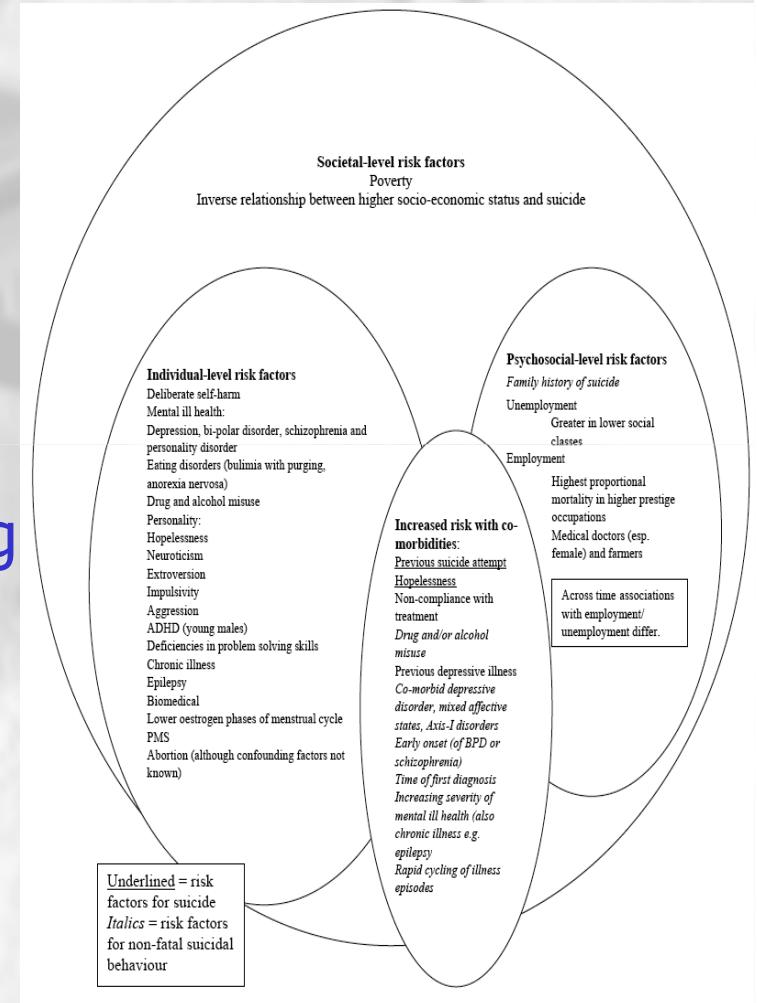 Societal-level risk factors
Poverty
Inverse relationship between higher socio-economic status and suicide
Individual-level risk factors
Deliberate self-harm
Mental ill health:
Depression, bi-polar disorder, schizophrenia and
personality disorder
Eating disorders (bulimia with purging,
anorexia nervosa)
Drug and alcohol misuse
Personality:
Hopelessness
Neuroticism
Extroversion
Impulsivity
Aggression
ADHD (young males)
Deficiencies in problem solving skills
Chronic illness
Epilepsy
Biomedical
Lower oestrogen phases of menstrual cycle
PMS
Abortion (although confounding factors not
known)
Psychosocial-level risk factors
Family history of suicide
Unemployment
Greater in lower social
classes
Employment
Highest proportional
mortality in higher prestige
occupations
Medical doctors (esp.
female) and farmers
Across time associations
with employment/
unemployment differ.
Increased risk with co-
morbidities:
Previous suicide attempt
Hopelessness
Non-compliance with
treatment
Drug and/or alcohol
misuse
Previous depressive illness
Co-morbid depressive
disorder, mixed affective
states, Axis-I disorders
Early onset (of BPD or
schizophrenia)
Time of first diagnosis
Increasing severity of
mental ill health (also
chronic illness e.g.
epilepsy
Rapid cycling of illness
episodes
Underlined = risk
factors for suicide
Italics = risk factors
for non-fatal suicidal
behaviour
g